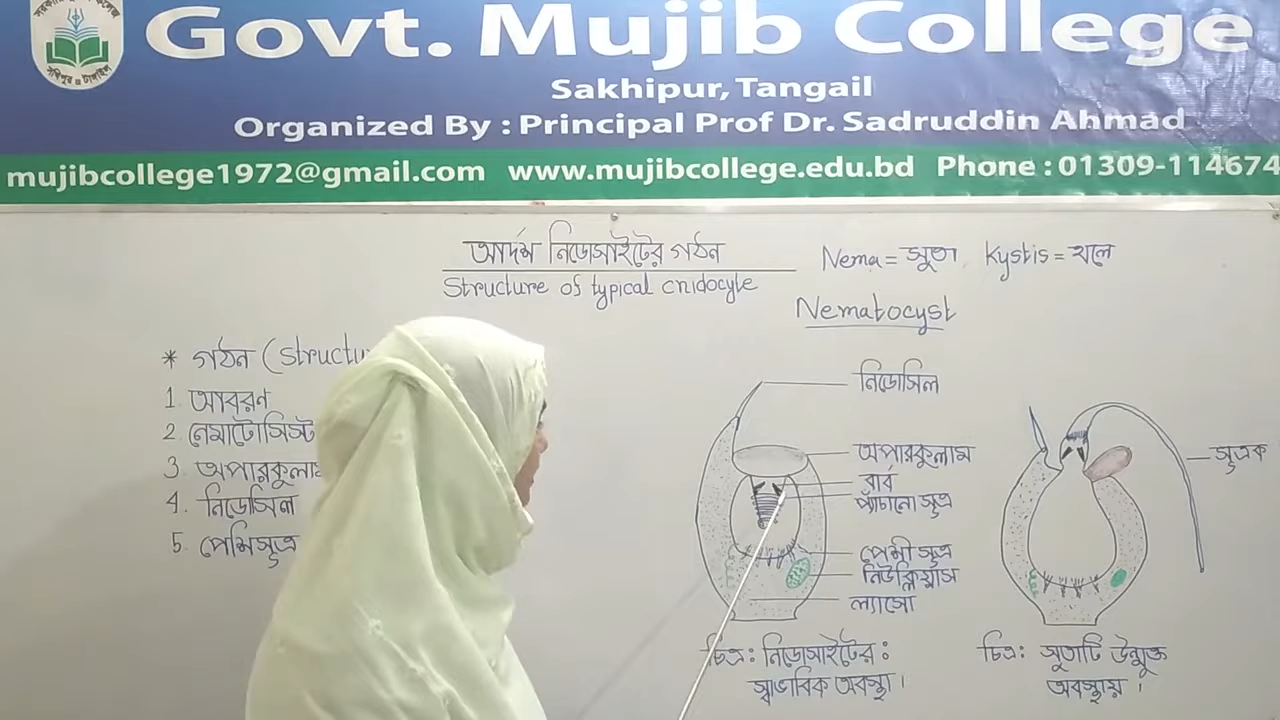 Govt. Mujib College
Sakhipur, Tangail
Organized By : Principal Prof Dr. Sadruddin Ahmad
mujibcollege1972@gmail.com www.mujibcollege.edu.bd Phone : 01309-114674
আদর্শ নিডোসাইটের গঠন
Structure of typical cnidocyte
Nema = সুতা Kystis = থলে
Nematocyst
* গঠন (Structu
1. আবরণ
2. নেমাটোসিস্ট
3. অপারকুলাম
4. নিডোসিল
5. পেশিসূত্র
নিডোসিল
অপারকুলাম
বার্ব
প্যাঁচানো সূত্র
পেশী সূত্র
নিউক্লিয়াস
ল্যাসো
চিত্র: নিডোসাইটের :
স্বাভাবিক অবস্থা ।
সূত্রক
চিত্র: সুতাটি উন্মুক্ত
অবস্থায় ।